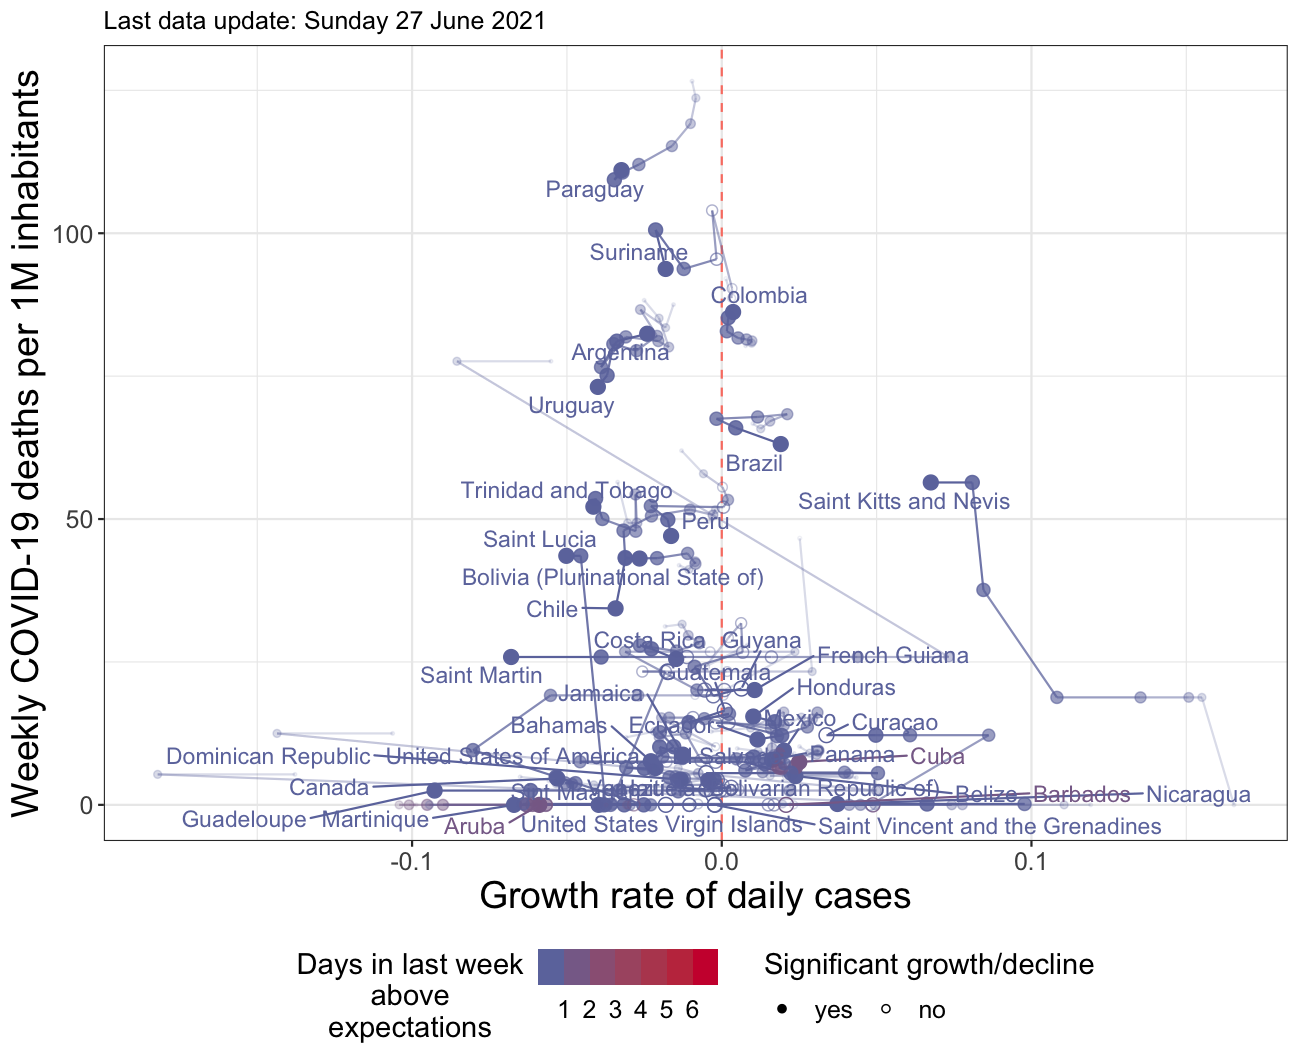 Last data update: Sunday 27 June 2021
Weekly COVID-19 deaths per 1M inhabitants
100
50
0
Paraguay
Suriname
Colombia
Argentina
Uruguay
Brazil
Trinidad and Tobago
Saint Kitts and Nevis
Peru
Saint Lucia
Bolivia (Plurinational State of)
Chile
Costa Rica
Guyana
French Guiana
Saint Martin
Guatemala
Honduras
Jamaica
Bahamas
Ecuador
Mexico
Curacao
Dominican Republic
United States of America
Panama
Cuba
Canada
Bolivarian Republic of)
Belize
Barbados
Nicaragua
Guadeloupe
Martinique
Aruba
United States Virgin Islands
Saint Vincent and the Grenadines
-0.1
0.0
0.1
Growth rate of daily cases
Days in last week
above
expectations
1 2 3 4 5 6
Significant growth/decline
yes
no